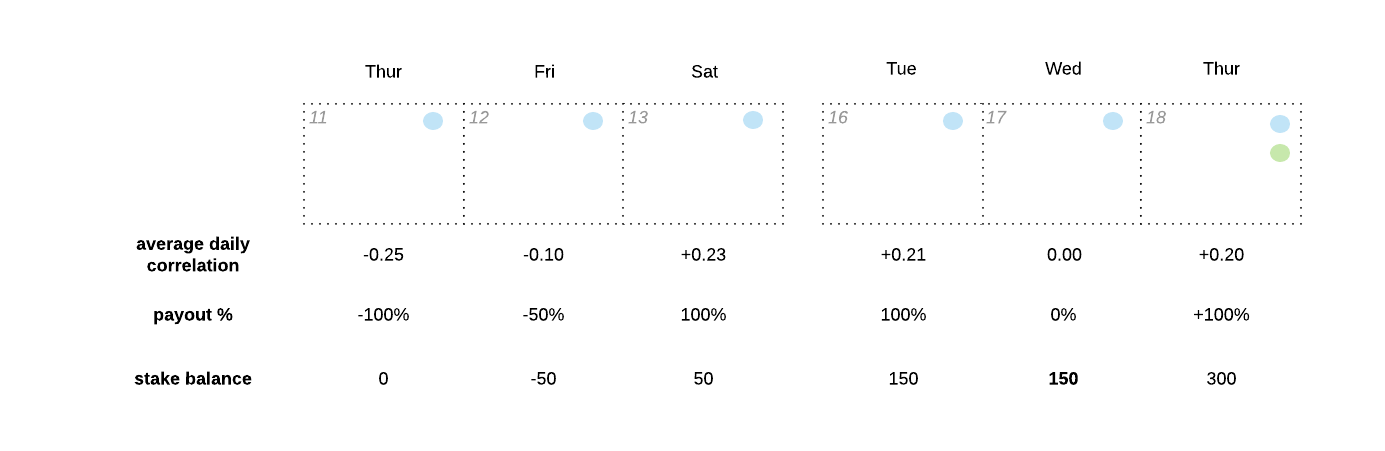 Thur Fri Sat Tue Wed Thur
11 12 13 16 17 18
average daily
correlation -0.25 -0.10 +0.23 +0.21 0.00 +0.20
payout % -100% -50% 100% 100% 0% +100%
stake balance 0 -50 50 150 150 300